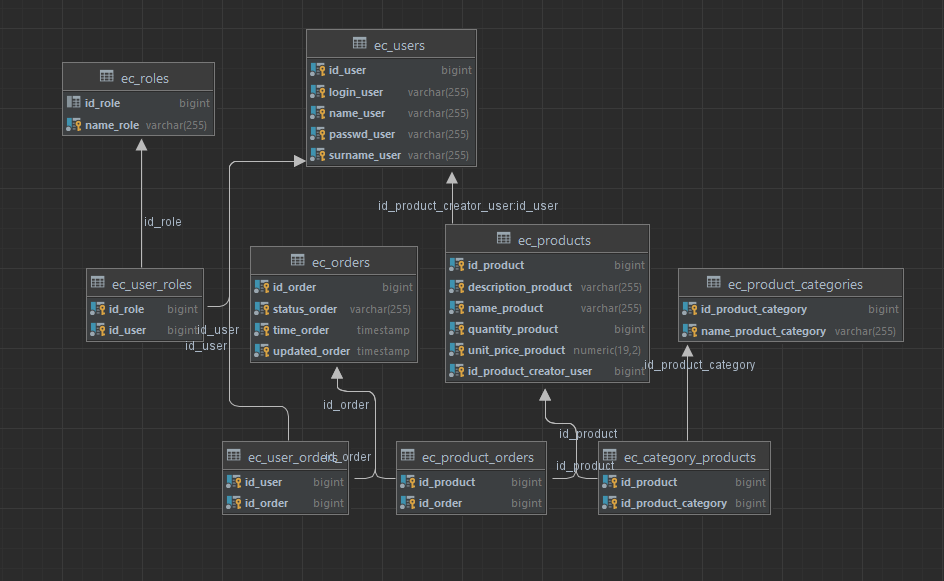 ec_users
id_user bigint
login_user varchar(255)
name_user varchar(255)
passwd_user varchar(255)
surname_user varchar(255)
ec_roles
id_role bigint
name_role varchar(255)
id_product_creator_user:id_user
id_role
ec_products
id_product bigint
description_product varchar(255)
name_product varchar(255)
quantity_product bigint
unit_price_product numeric(19,2)
id_product_creator_user bigint
ec_orders
id_order bigint
status_order varchar(255)
time_order timestamp
updated_order timestamp
ec_user_roles
id_role bigint
id_user bigint
id_user
id_user
ec_product_categories
id_product_category bigint
name_product_category varchar(255)
id_product_category
id_order
id_product
ec_user_orders
id_user bigint
id_order bigint
id_order
ec_product_orders
id_product bigint
id_order bigint
id_product
ec_category_products
id_product bigint
id_product_category bigint